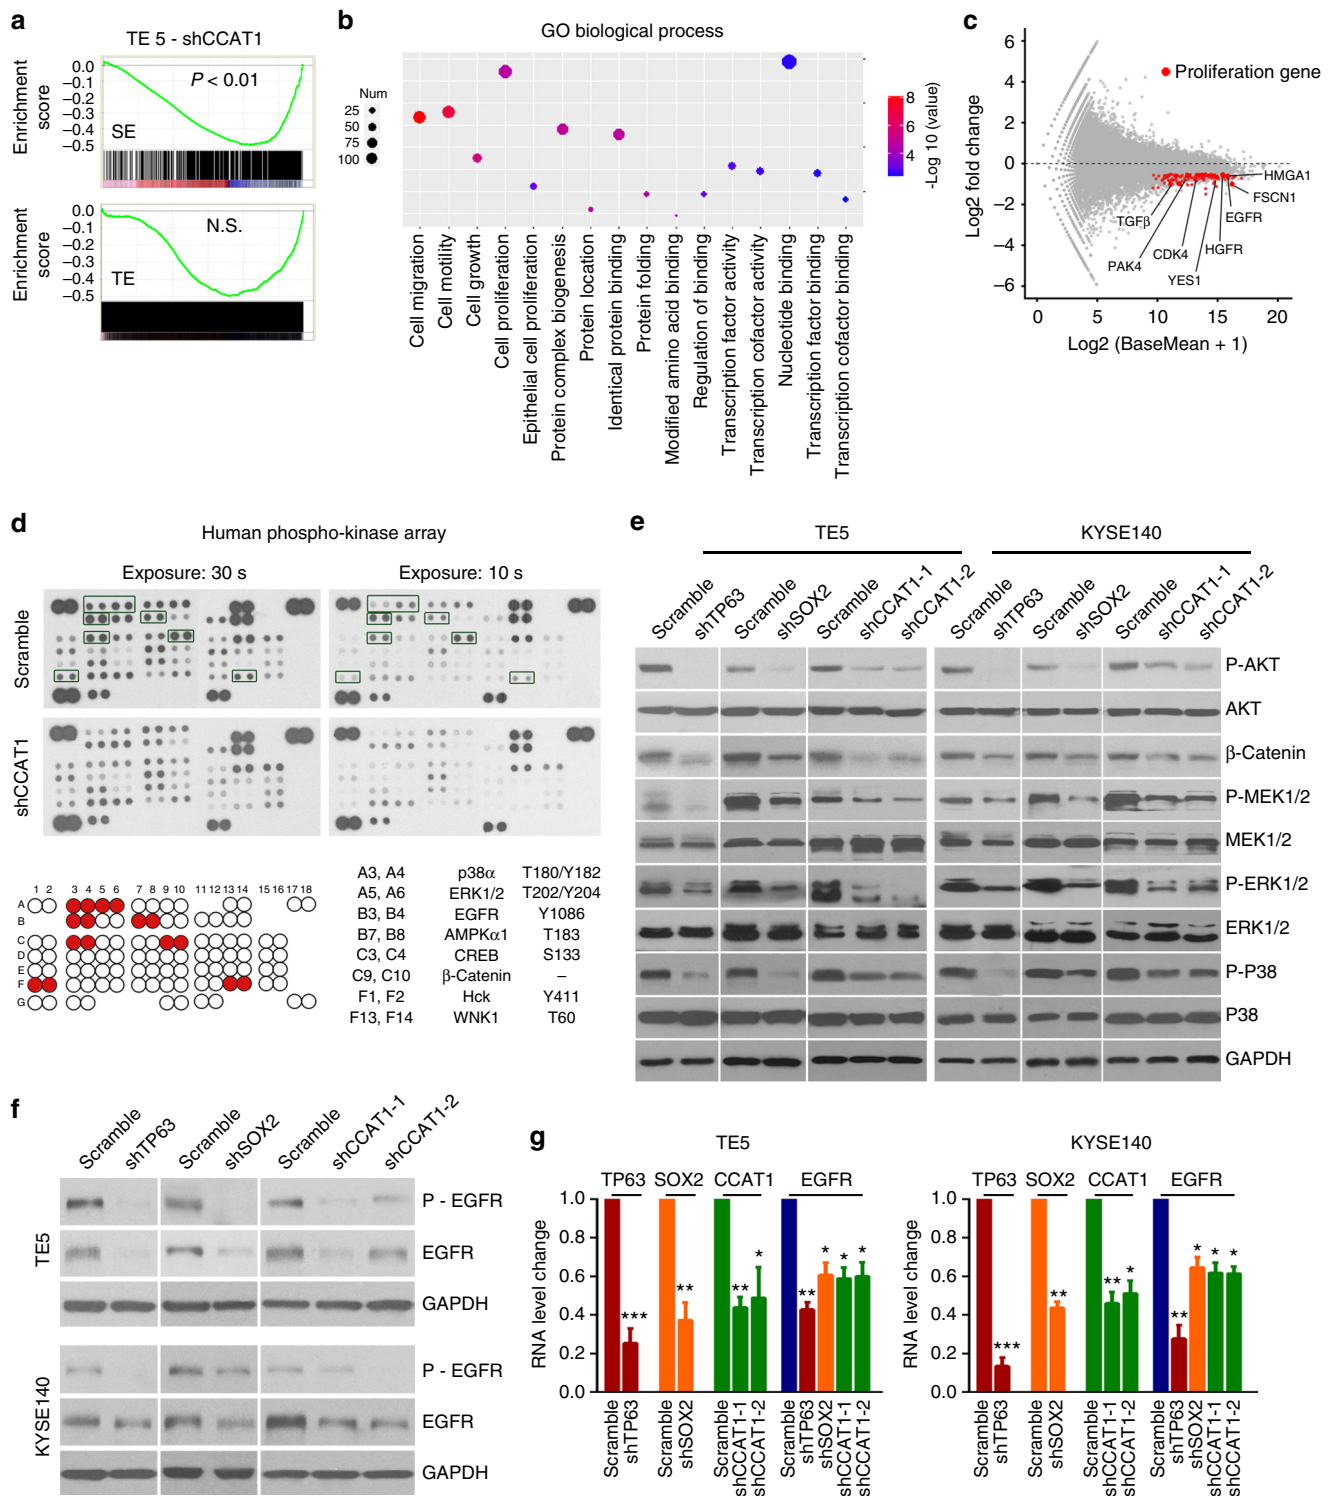 a
TE 5 - shCCAT1
Enrichment score
0.0
−0.1
−0.2
−0.3
−0.4
−0.5
P < 0.01
SE
Enrichment score
0.0
−0.1
−0.2
−0.3
−0.4
−0.5
N.S.
TE
b
GO biological process
Num
25
50
75
100
8
6
4
-Log 10 (value)
Cell migration
Cell motility
Cell growth
Cell proliferation
Epithelial cell proliferation
Protein complex biogenesis
Protein location
Identical protein binding
Protein folding
Modified amino acid binding
Regulation of binding
Transcription factor activity
Transcription cofactor activity
Nucleotide binding
Transcription factor binding
Transcription cofactor binding
c
Log2 fold change
6
4
2
0
−2
−4
−6
Proliferation gene
HMGA1
FSCN1
EGFR
HGFR
YES1
CDK4
PAK4
TGFβ
0 5 10 15 20
Log2 (BaseMean + 1)
d
Human phospho-kinase array
Exposure: 30 s
Exposure: 10 s
Scramble
shCCAT1
1 2 3 4 5 6 7 8 9 10 11 12 13 14 15 16 17 18
A
B
C
D
E
F
G
A3, A4 p38α T180/Y182
A5, A6 ERK1/2 T202/Y204
B3, B4 EGFR Y1086
B7, B8 AMPKα1 T183
C3, C4 CREB S133
C9, C10 β-Catenin –
F1, F2 Hck Y411
F13, F14 WNK1 T60
e
TE5 KYSE140
Scramble shTP63 Scramble shSOX2 Scramble shCCAT1-1 shCCAT1-2 Scramble shTP63 Scramble shSOX2 Scramble shCCAT1-1 shCCAT1-2
P-AKT
AKT
β-Catenin
P-MEK1/2
MEK1/2
P-ERK1/2
ERK1/2
P-P38
P38
GAPDH
f
Scramble shTP63 Scramble shSOX2 Scramble shCCAT1-1 shCCAT1-2
TE5
P - EGFR
EGFR
GAPDH
KYSE140
P - EGFR
EGFR
GAPDH
g
TE5
TP63 SOX2 CCAT1 EGFR
RNA level change
1.0
0.8
0.6
0.4
0.2
0.0
*** ** ** * ** * * *
Scramble shTP63 Scramble shSOX2 Scramble shCCAT1-1 shCCAT1-2 Scramble shTP63 shSOX2 shCCAT1-1 shCCAT1-2
KYSE140
TP63 SOX2 CCAT1 EGFR
RNA level change
1.0
0.8
0.6
0.4
0.2
0.0
*** ** ** * ** * * *
Scramble shTP63 Scramble shSOX2 Scramble shCCAT1-1 shCCAT1-2 Scramble shTP63 shSOX2 shCCAT1-1 shCCAT1-2